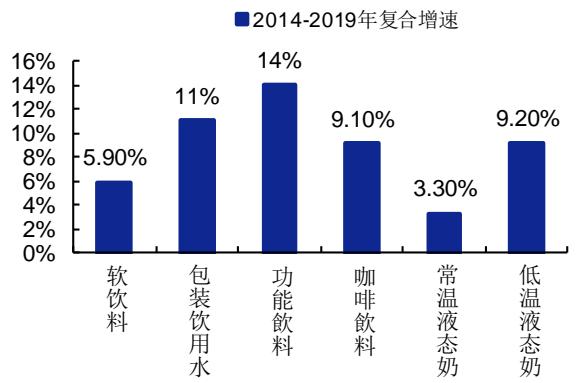 2014-2019年复合增速
16%
14%
12%
10%
8%
6%
4%
2%
0%
5.90%
11%
14%
9.10%
3.30%
9.20%
软饮料
包装饮用水
功能飲料
咖啡飲料
常温液态奶
低温液态奶